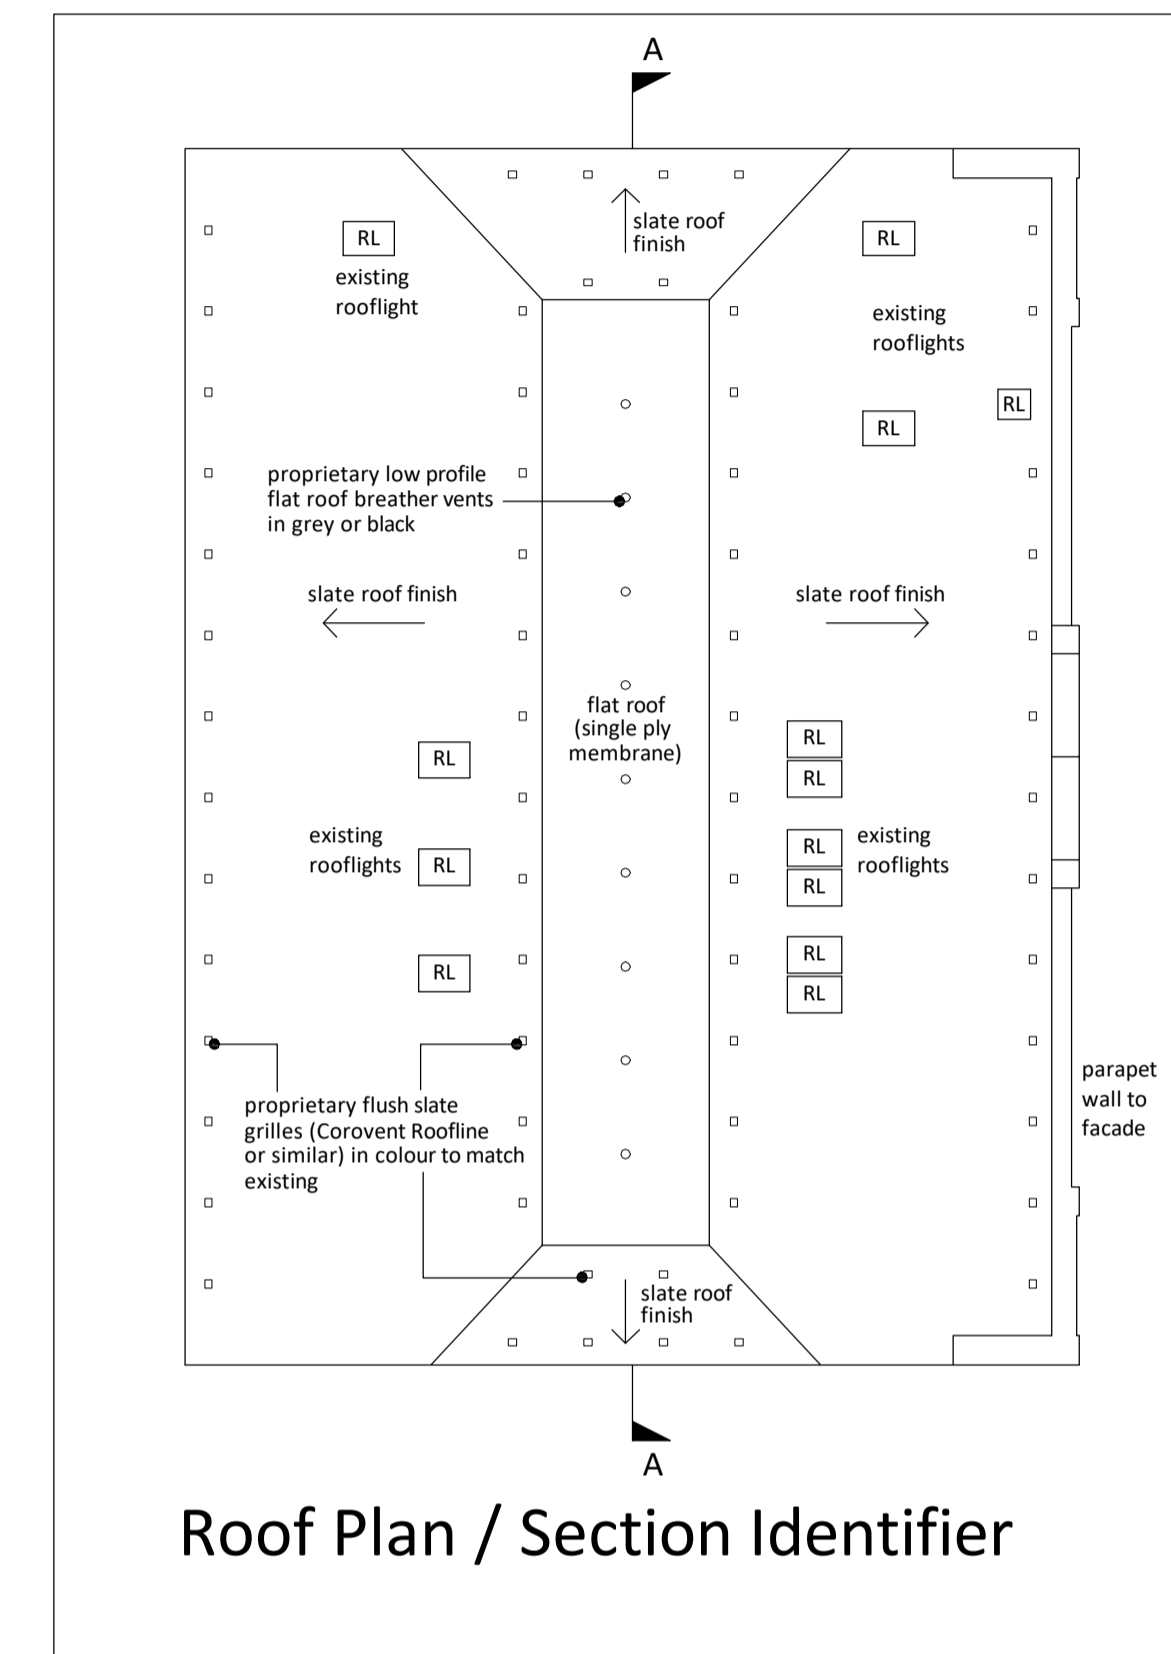 A
slate roof
finish
RL
existing
rooflight
RL
existing
rooflights
RL
RL
proprietary low profile
flat roof breather vents
in grey or black
slate roof finish
slate roof finish
flat roof
(single ply
membrane)
RL
RL
RL
existing
rooflights
RL
RL
RL
RL
existing
rooflights
RL
RL
proprietary flush slate
grilles (Corovent Roofline
or similar) in colour to match
existing
parapet
wall to
facade
slate roof
finish
A
Roof Plan / Section Identifier